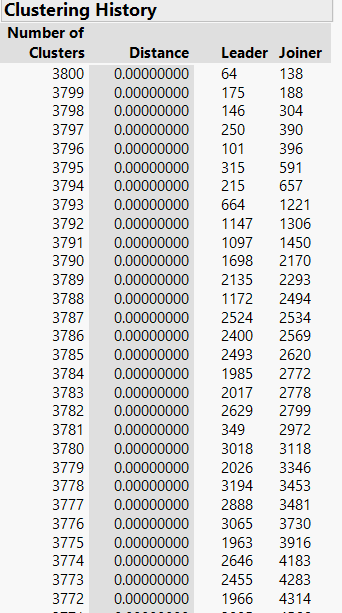 Clustering History
Number of
Clusters Distance Leader Joiner
3800 0.00000000 64 138
3799 0.00000000 175 188
3798 0.00000000 146 304
3797 0.00000000 250 390
3796 0.00000000 101 396
3795 0.00000000 315 591
3794 0.00000000 215 657
3793 0.00000000 664 1221
3792 0.00000000 1147 1306
3791 0.00000000 1097 1450
3790 0.00000000 1698 2170
3789 0.00000000 2135 2293
3788 0.00000000 1172 2494
3787 0.00000000 2524 2534
3786 0.00000000 2400 2569
3785 0.00000000 2493 2620
3784 0.00000000 1985 2772
3783 0.00000000 2017 2778
3782 0.00000000 2629 2799
3781 0.00000000 349 2972
3780 0.00000000 3018 3118
3779 0.00000000 2026 3346
3778 0.00000000 3194 3453
3777 0.00000000 2888 3481
3776 0.00000000 3065 3730
3775 0.00000000 1963 3916
3774 0.00000000 2646 4183
3773 0.00000000 2455 4283
3772 0.00000000 1966 4314